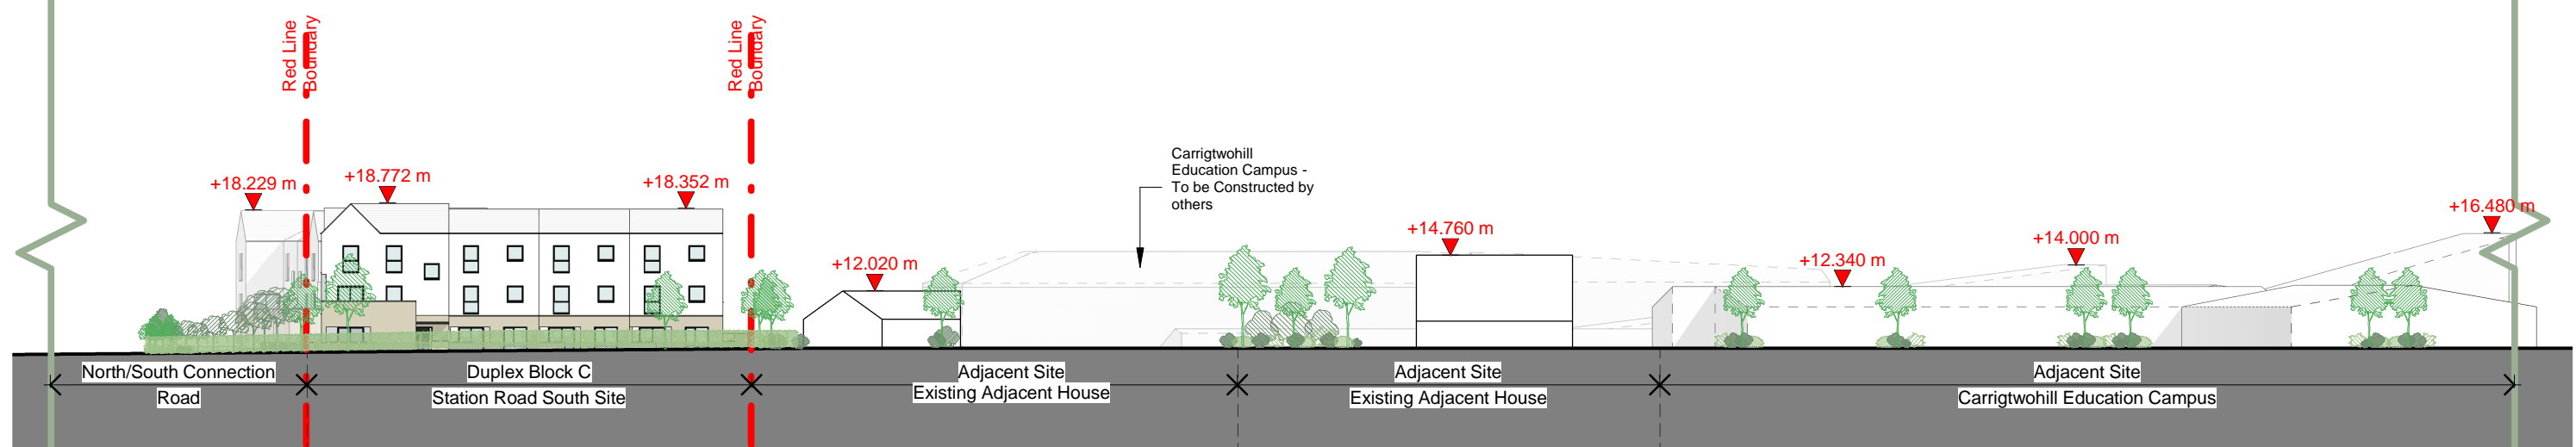 Red Line
Boundary
Red Line
Boundary
+18.229 m
+18.772 m
+18.352 m
+12.020 m
Carrigtwohill
Education Campus -
To be Constructed by
others
+14.760 m
+12.340 m
+14.000 m
+16.480 m
North/South Connection
Road
Duplex Block C
Station Road South Site
Adjacent Site
Existing Adjacent House
Adjacent Site
Existing Adjacent House
Adjacent Site
Carrigtwohill Education Campus